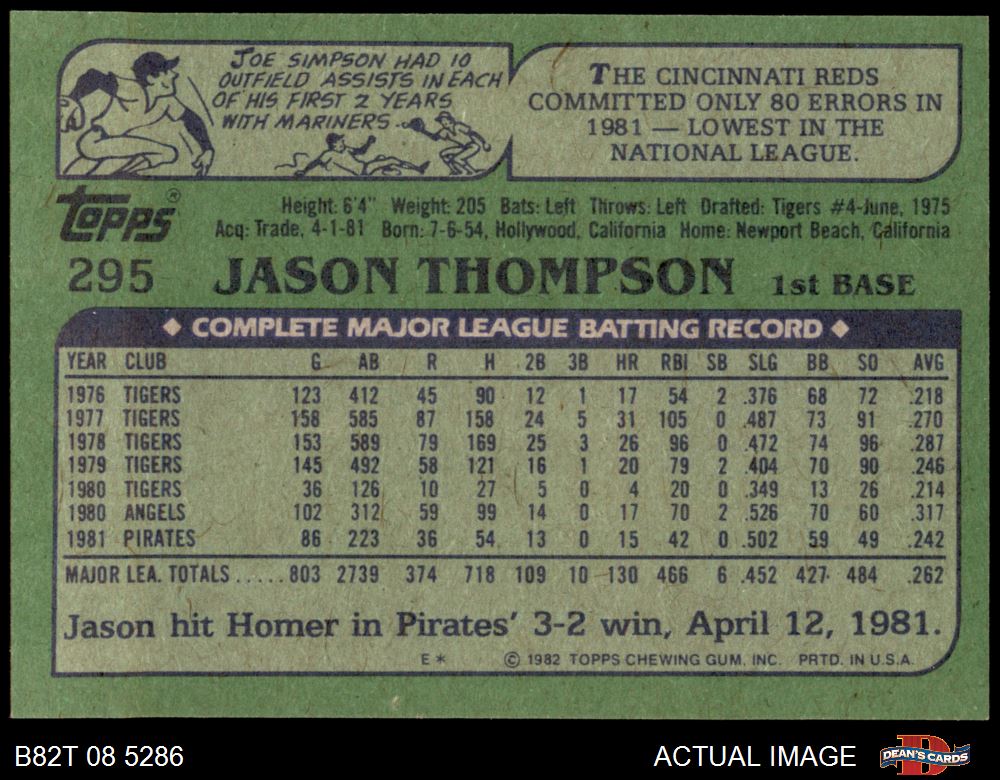 JOE SIMPSON HAD 10
OUTFIELD ASSISTS IN EACH
OF HIS FIRST 2 YEARS
WITH MARINERS.
THE CINCINNATI REDS
COMMITTED ONLY 80 ERRORS IN
1981 — LOWEST IN THE
NATIONAL LEAGUE.
Topps®
Height: 6'4" Weight: 205 Bats: Left Throws: Left Drafted: Tigers #4-June, 1975
Acq: Trade, 4-1-81 Born: 7-6-54, Hollywood, California Home: Newport Beach, California
295 JASON THOMPSON 1st BASE
◆ COMPLETE MAJOR LEAGUE BATTING RECORD ◆
YEAR CLUB G AB R H 2B 3B HR RBI SB SLG BB SO AVG
1976 TIGERS 123 412 45 90 12 1 17 54 2 .376 68 72 .218
1977 TIGERS 158 585 87 158 24 5 31 105 0 .487 73 91 .270
1978 TIGERS 153 589 79 169 25 3 26 96 0 .472 74 96 .287
1979 TIGERS 145 492 58 121 16 1 20 79 2 .404 70 90 .246
1980 TIGERS 36 126 10 27 5 0 4 20 0 .349 13 26 .214
1980 ANGELS 102 312 59 99 14 0 17 70 2 .526 70 60 .317
1981 PIRATES 86 223 36 54 13 0 15 42 0 .502 59 49 .242
MAJOR LEA. TOTALS.....803 2739 374 718 109 10 130 466 6 .452 427 484 .262
Jason hit Homer in Pirates' 3-2 win, April 12, 1981.
E* © 1982 TOPPS CHEWING GUM, INC. PRTD. IN U.S.A.
B82T 08 5286 ACTUAL IMAGE DEAN'S CARDS